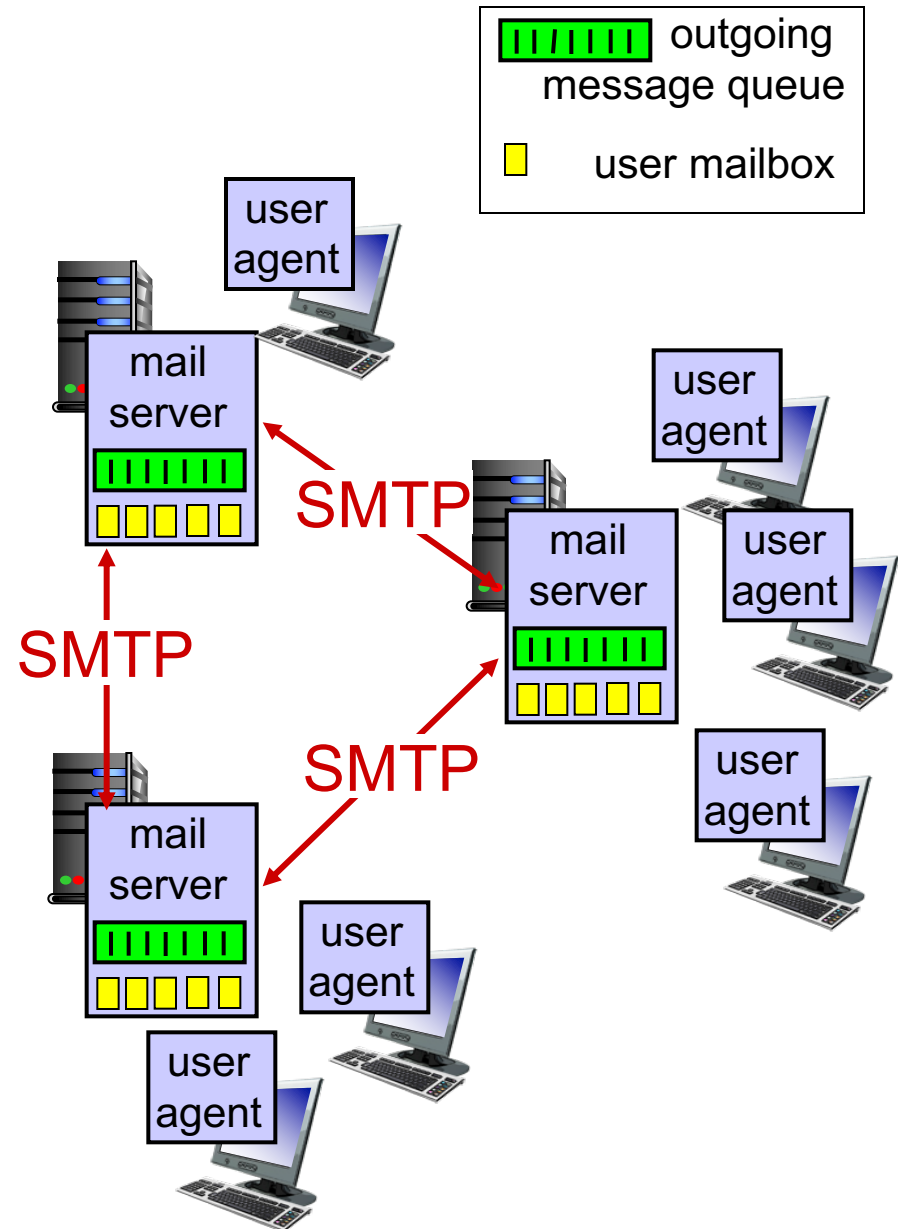 outgoing
message queue
user mailbox
user
agent
mail
server
SMTP
user
agent
mail
server
user
agent
SMTP
SMTP
user
agent
mail
server
user
agent
user
agent